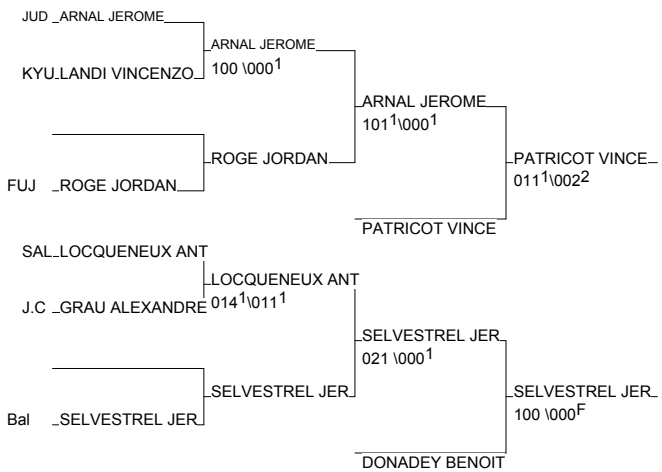 JUD ARNAL JEROME
ARNAL JEROME
100 \000¹
KYU LANDI VINCENZO
ARNAL JEROME
101¹\000¹
ROGE JORDAN
FUJ ROGE JORDAN
PATRICOT VINCE
011¹\002²
PATRICOT VINCE
SAL LOCQUENEUX ANT
LOCQUENEUX ANT
014¹\011¹
J.C GRAU ALEXANDRE
SELVESTREL JER
021 \000¹
SELVESTREL JER
Bal SELVESTREL JER
SELVESTREL JER
100 \000F
DONADEY BENOIT